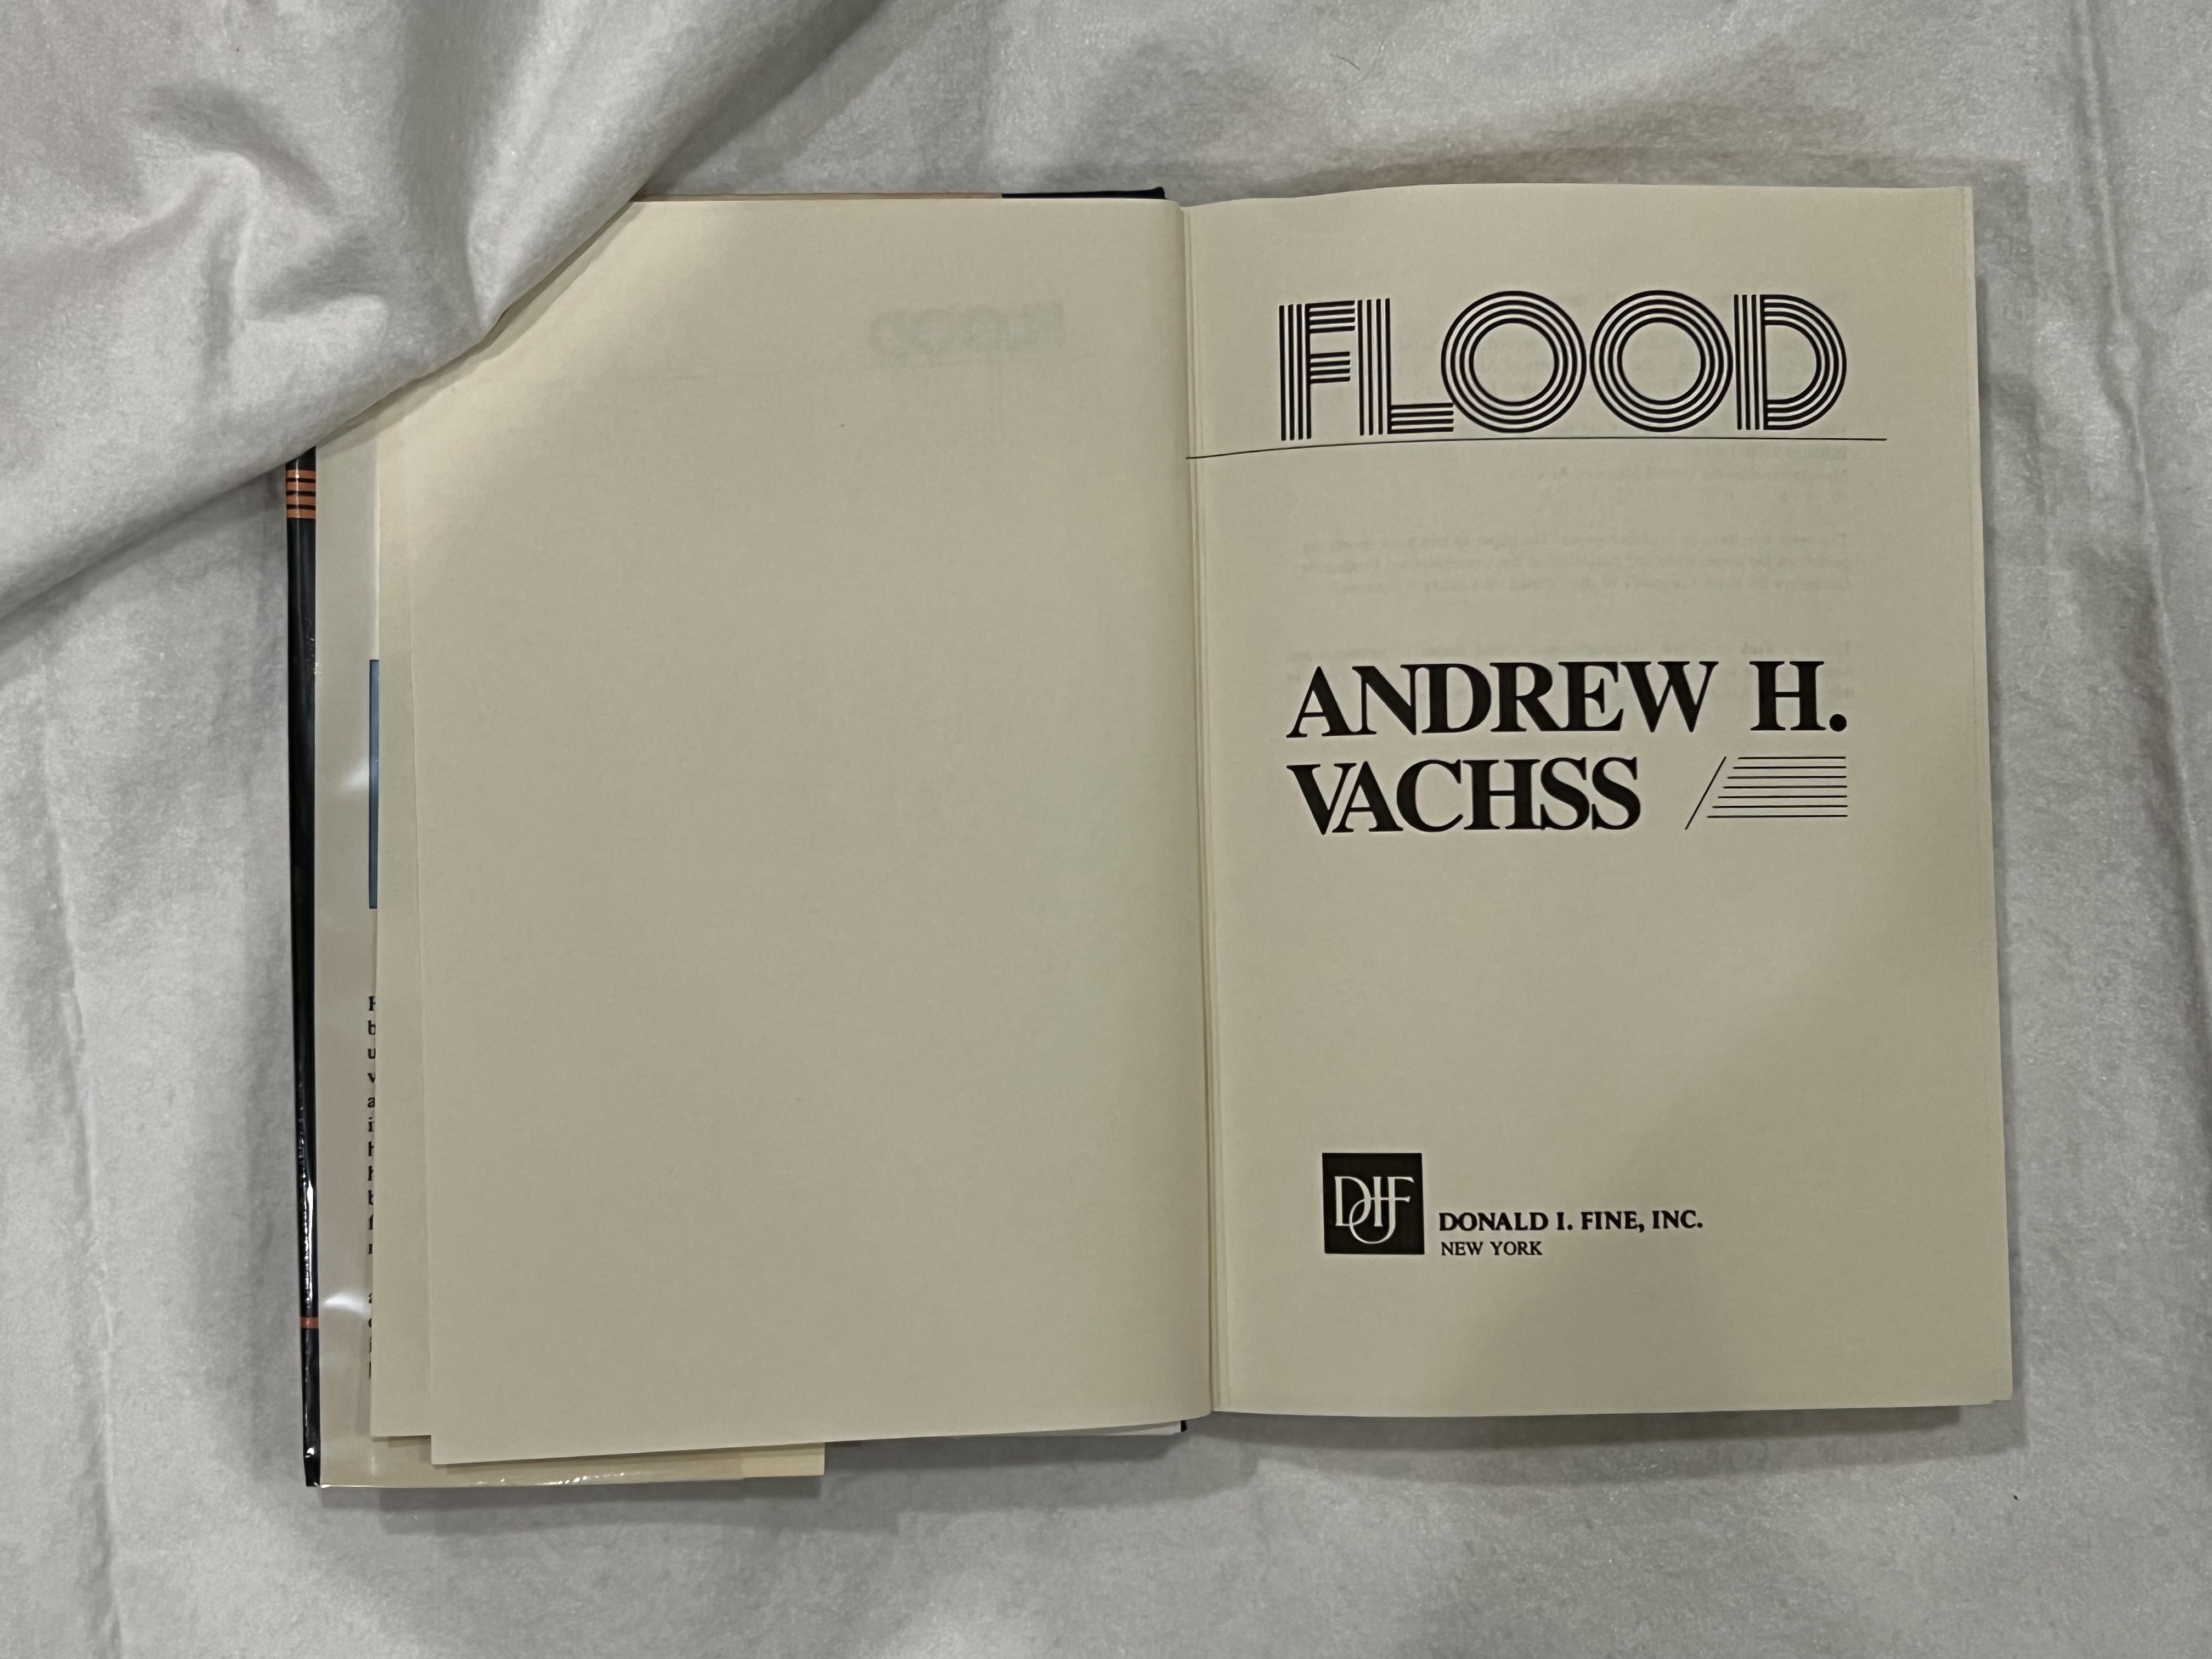 FLOOD
ANDREW H.
VACHSS
DIF
DONALD I. FINE, INC.
NEW YORK